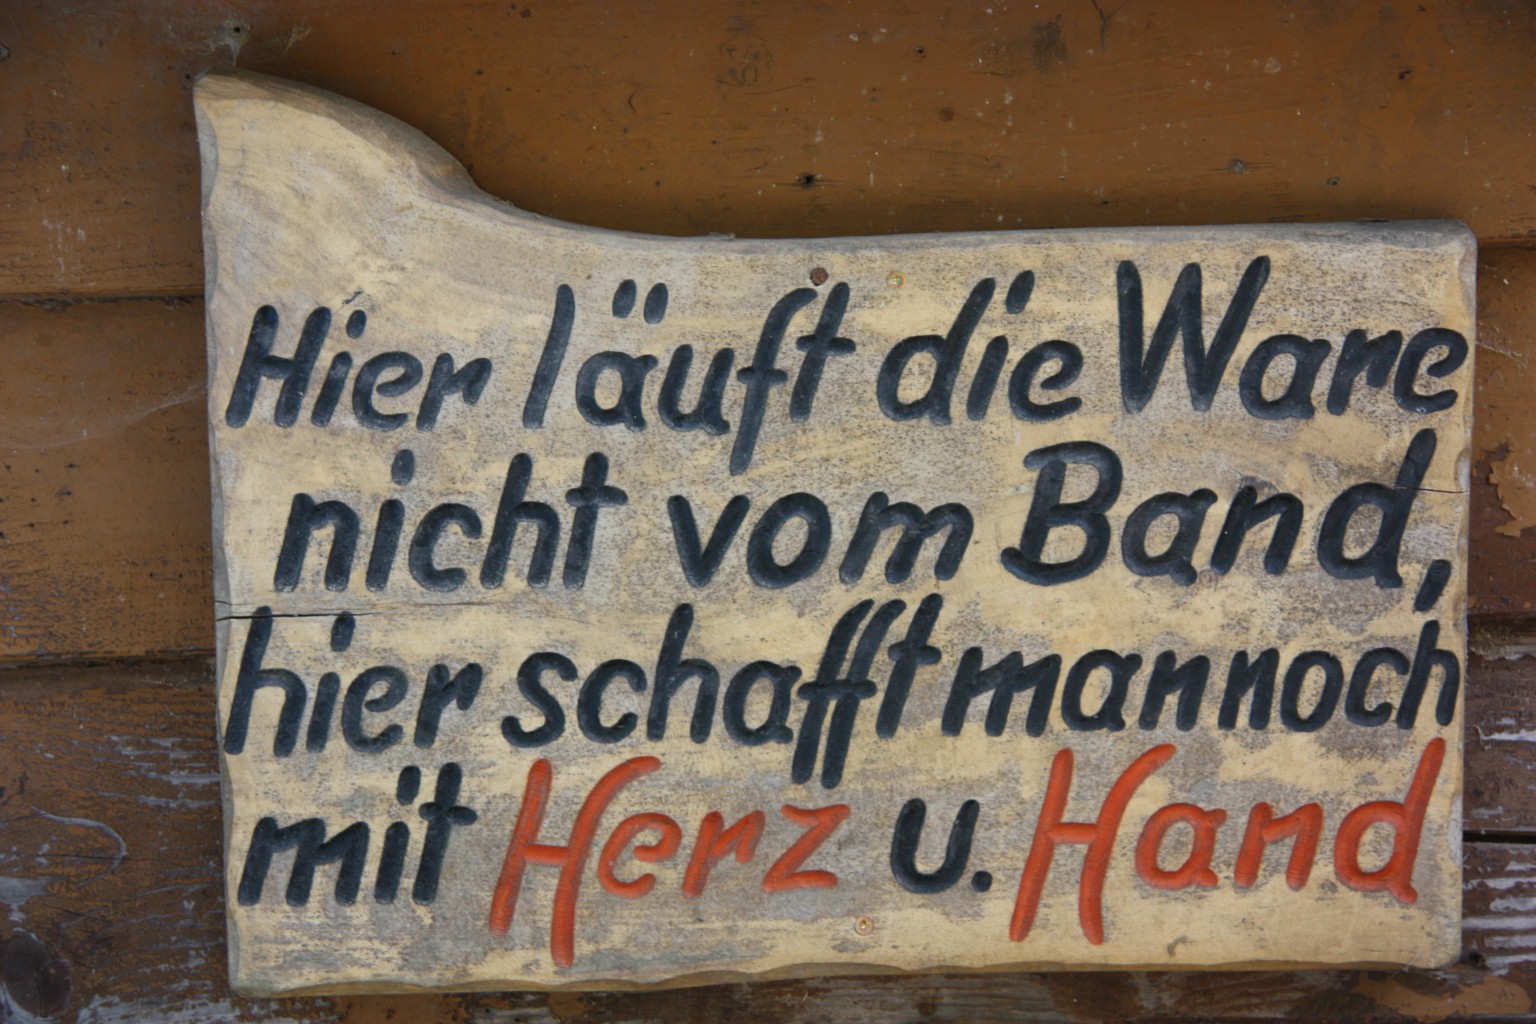 Hier läuft die Ware
nicht vom Band,
hier schafft man noch
mit Herz u. Hand